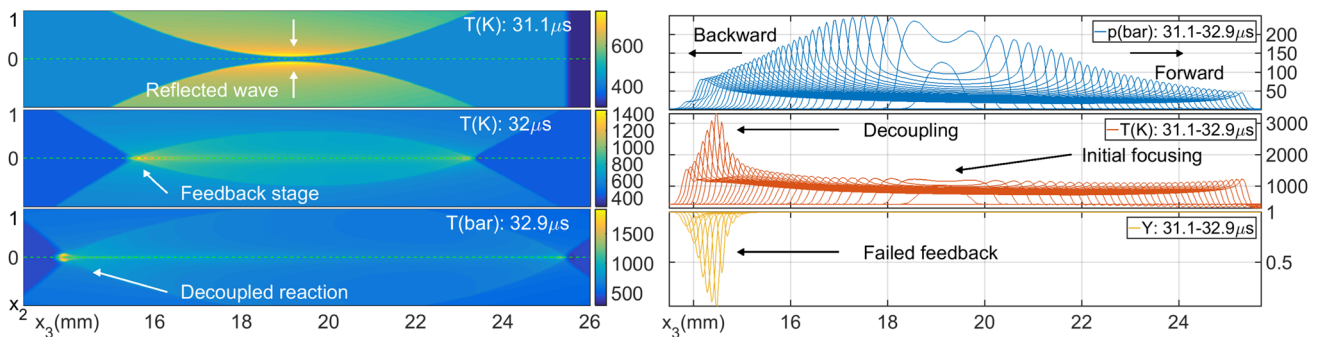 1
T(K): 31.1μs
600
0
400
Reflected wave
1
T(K): 32μs
1400
1200
1000
0
800
600
Feedback stage
400
1
T(bar): 32.9μs
1500
0
1000
Decoupled reaction
500
x2
x3(mm)
16
18
20
22
24
26
Backward
p(bar): 31.1-32.9μs
200
150
Forward
100
50
Decoupling
T(K): 31.1-32.9μs
3000
Initial focusing
2000
1000
Y: 31.1-32.9μs
1
Failed feedback
0.5
x3(mm)
16
18
20
22
24